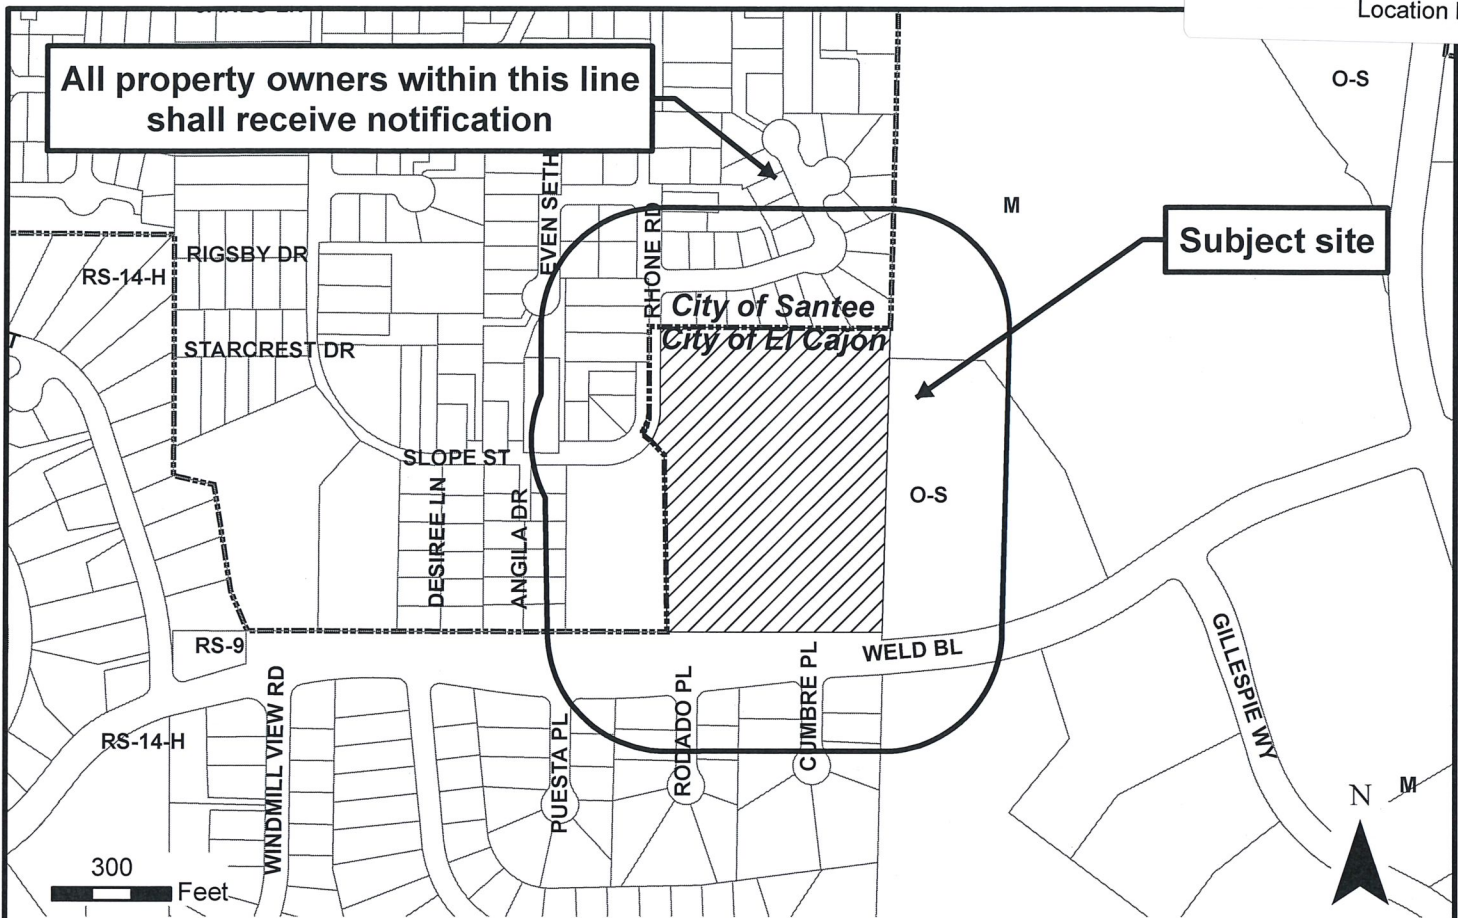 Location
O-S
All property owners within this line
shall receive notification
EVEN SETH
M
RHONE RD
Subject site
RIGSBY DR
RS-14-H
City of Santee
City of El Cajon
STARCREST DR
SLOPE ST
DESIREE LN
ANGILA DR
O-S
RS-9
WELD BL
GILLESPIE WY
WINDMILL VIEW RD
RS-14-H
PUESTA PL
RODADO PL
CUMBRE PL
N
M
300
Feet